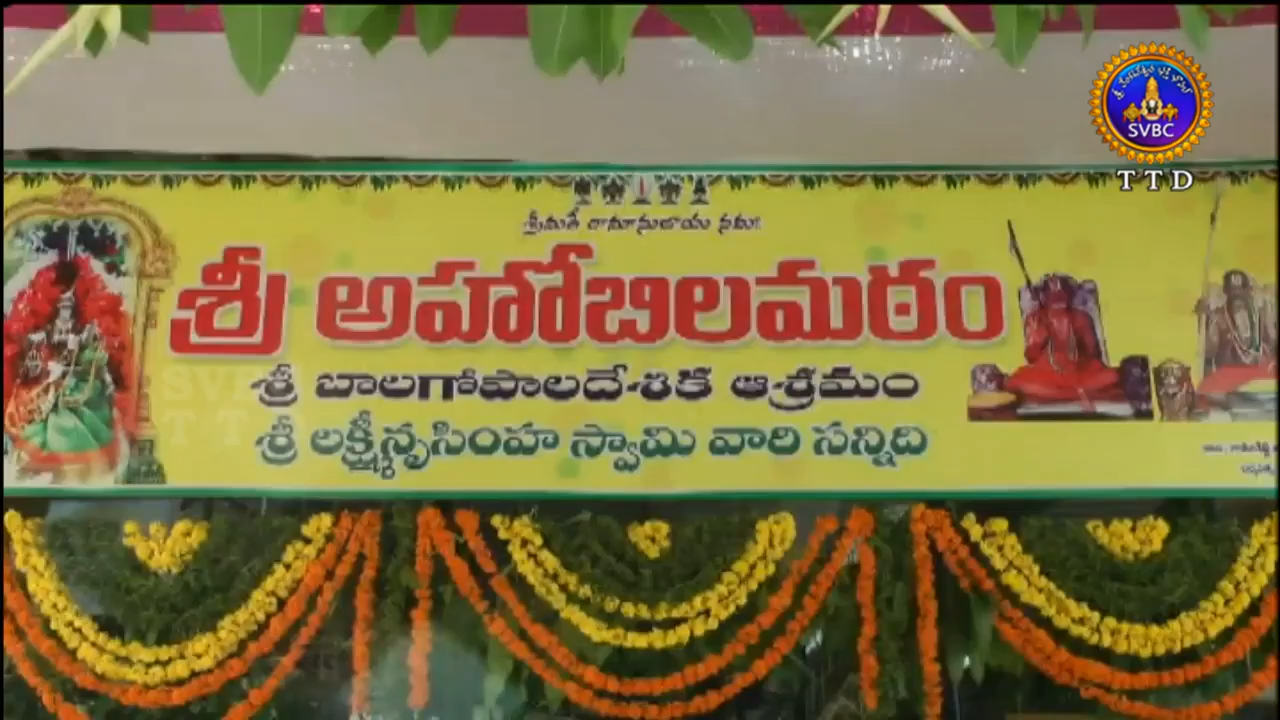 SVBC
TTD
శ్రీమతే రామానుజాయ నమః
శ్రీ అహోబిలమఠం
శ్రీ బాలగోపాలదేశిక ఆశ్రమం
శ్రీ లక్ష్మీనృసింహ స్వామి వారి సన్నిది